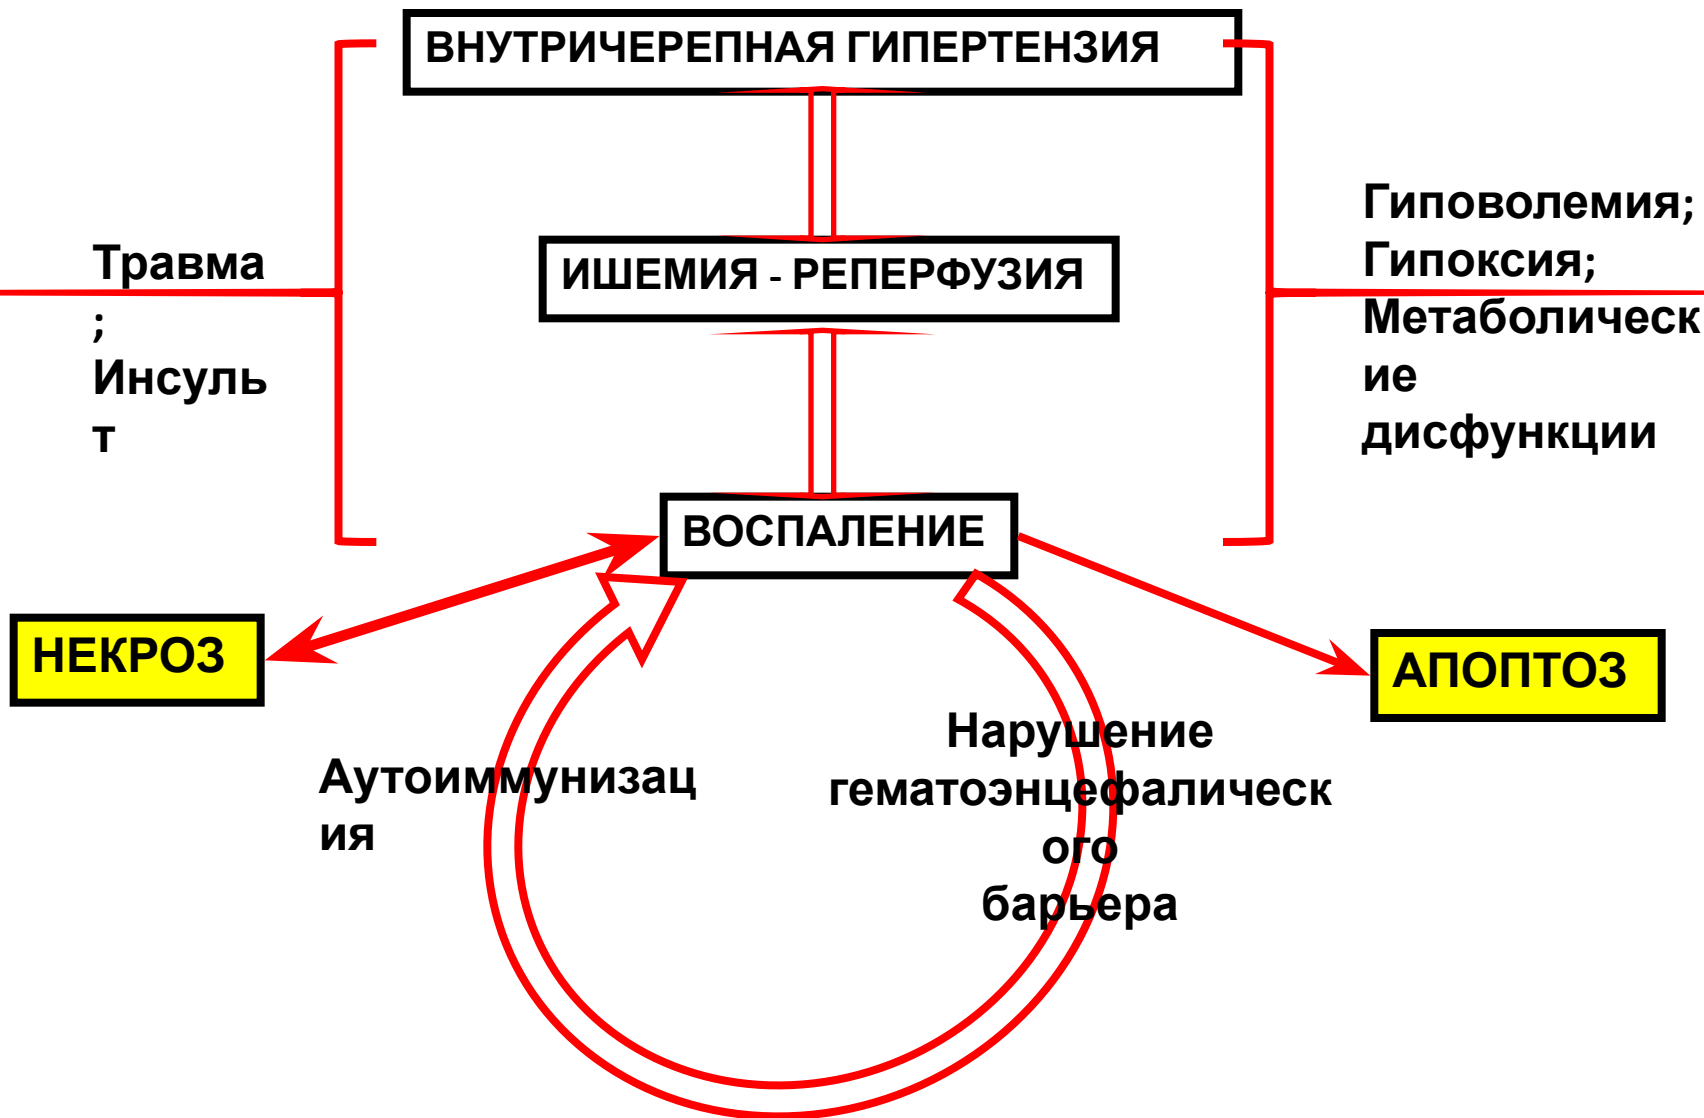 ВНУТРИЧЕРЕПНАЯ ГИПЕРТЕНЗИЯ
Травма
;
Инсуль
т
ИШЕМИЯ - РЕПЕРФУЗИЯ
Гиповолемия;
Гипоксия;
Метаболическ
ие
дисфункции
ВОСПАЛЕНИЕ
НЕКРОЗ
АПОПТОЗ
Аутоиммунизац
ия
Нарушение
гематоэнцефалическ
ого
барьера